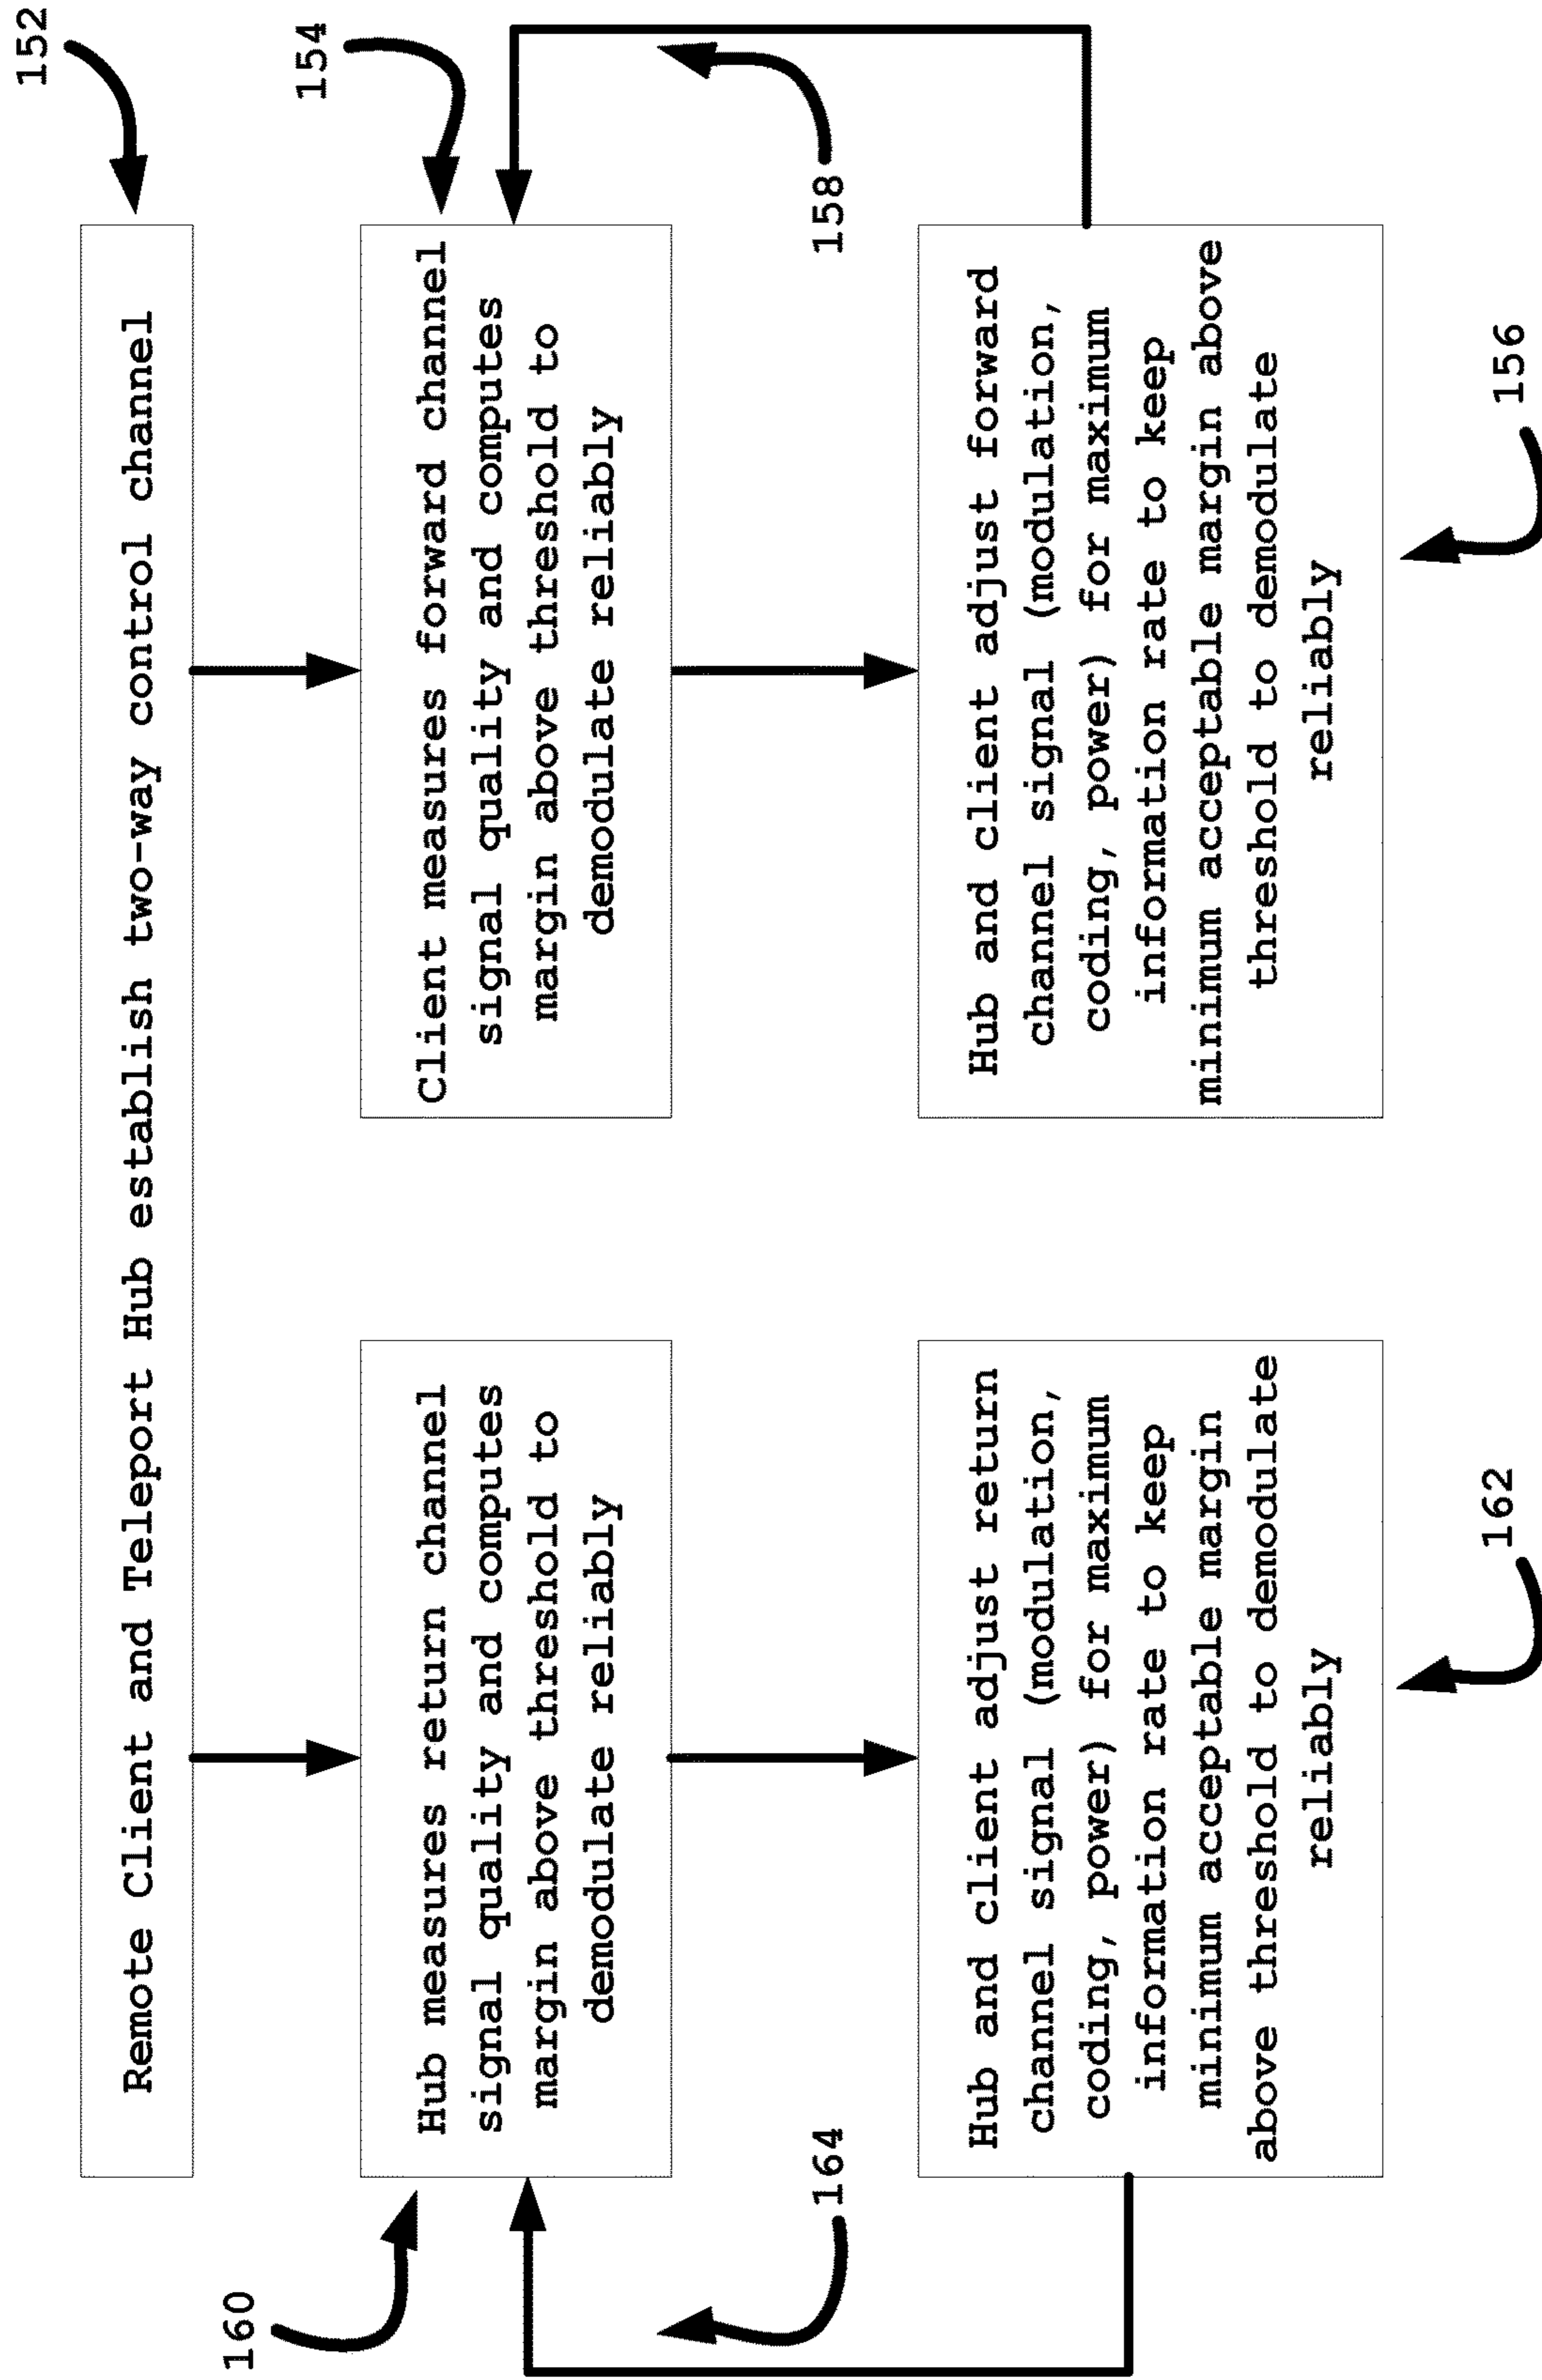 152
Remote Client and Teleport Hub establish two-way control channel
154
160
Hub measures return channel
signal quality and computes
margin above threshold to
demodulate reliably
Client measures forward channel
signal quality and computes
margin above threshold to
demodulate reliably
164
158
Hub and client adjust return
channel signal (modulation,
coding, power) for maximum
information rate to keep
minimum acceptable margin
above threshold to demodulate
reliably
Hub and client adjust forward
channel signal (modulation,
coding, power) for maximum
information rate to keep
minimum acceptable margin above
threshold to demodulate
reliably
162
156